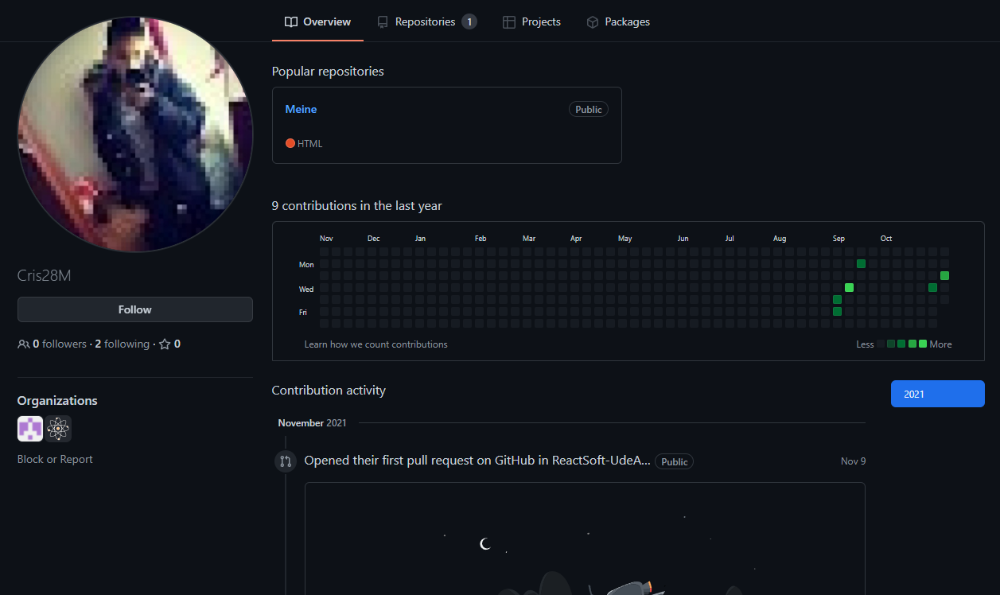 Overview Repositories 1 Projects Packages
Popular repositories
Meine Public
HTML
9 contributions in the last year
Nov Dec Jan Feb Mar Apr May Jun Jul Aug Sep Oct
Mon
Wed
Fri
Learn how we count contributions Less More
Cris28M
Follow
0 followers · 2 following · 0
Organizations
Block or Report
Contribution activity 2021
November 2021
Opened their first pull request on GitHub in ReactSoft-UdeA... Public Nov 9